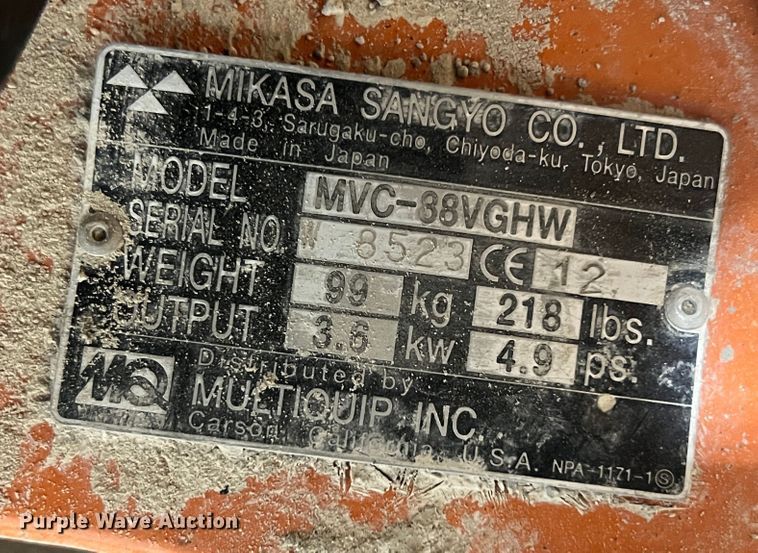 MIKASA SANGYO CO., LTD.
1-4-3, Sarugaku-cho, Chiyoda-ku, Tokyo, Japan
Made in Japan
MODEL MVC-88VGHW
SERIAL NO. W 8523 CE 12
WEIGHT 99 kg 218 lbs.
OUTPUT 3.6 kw 4.9 ps.
MQ Distributed by
MULTIQUIP INC.
Carson, California, U.S.A. NPA-1171-1 Ⓢ
Purple Wave Auction